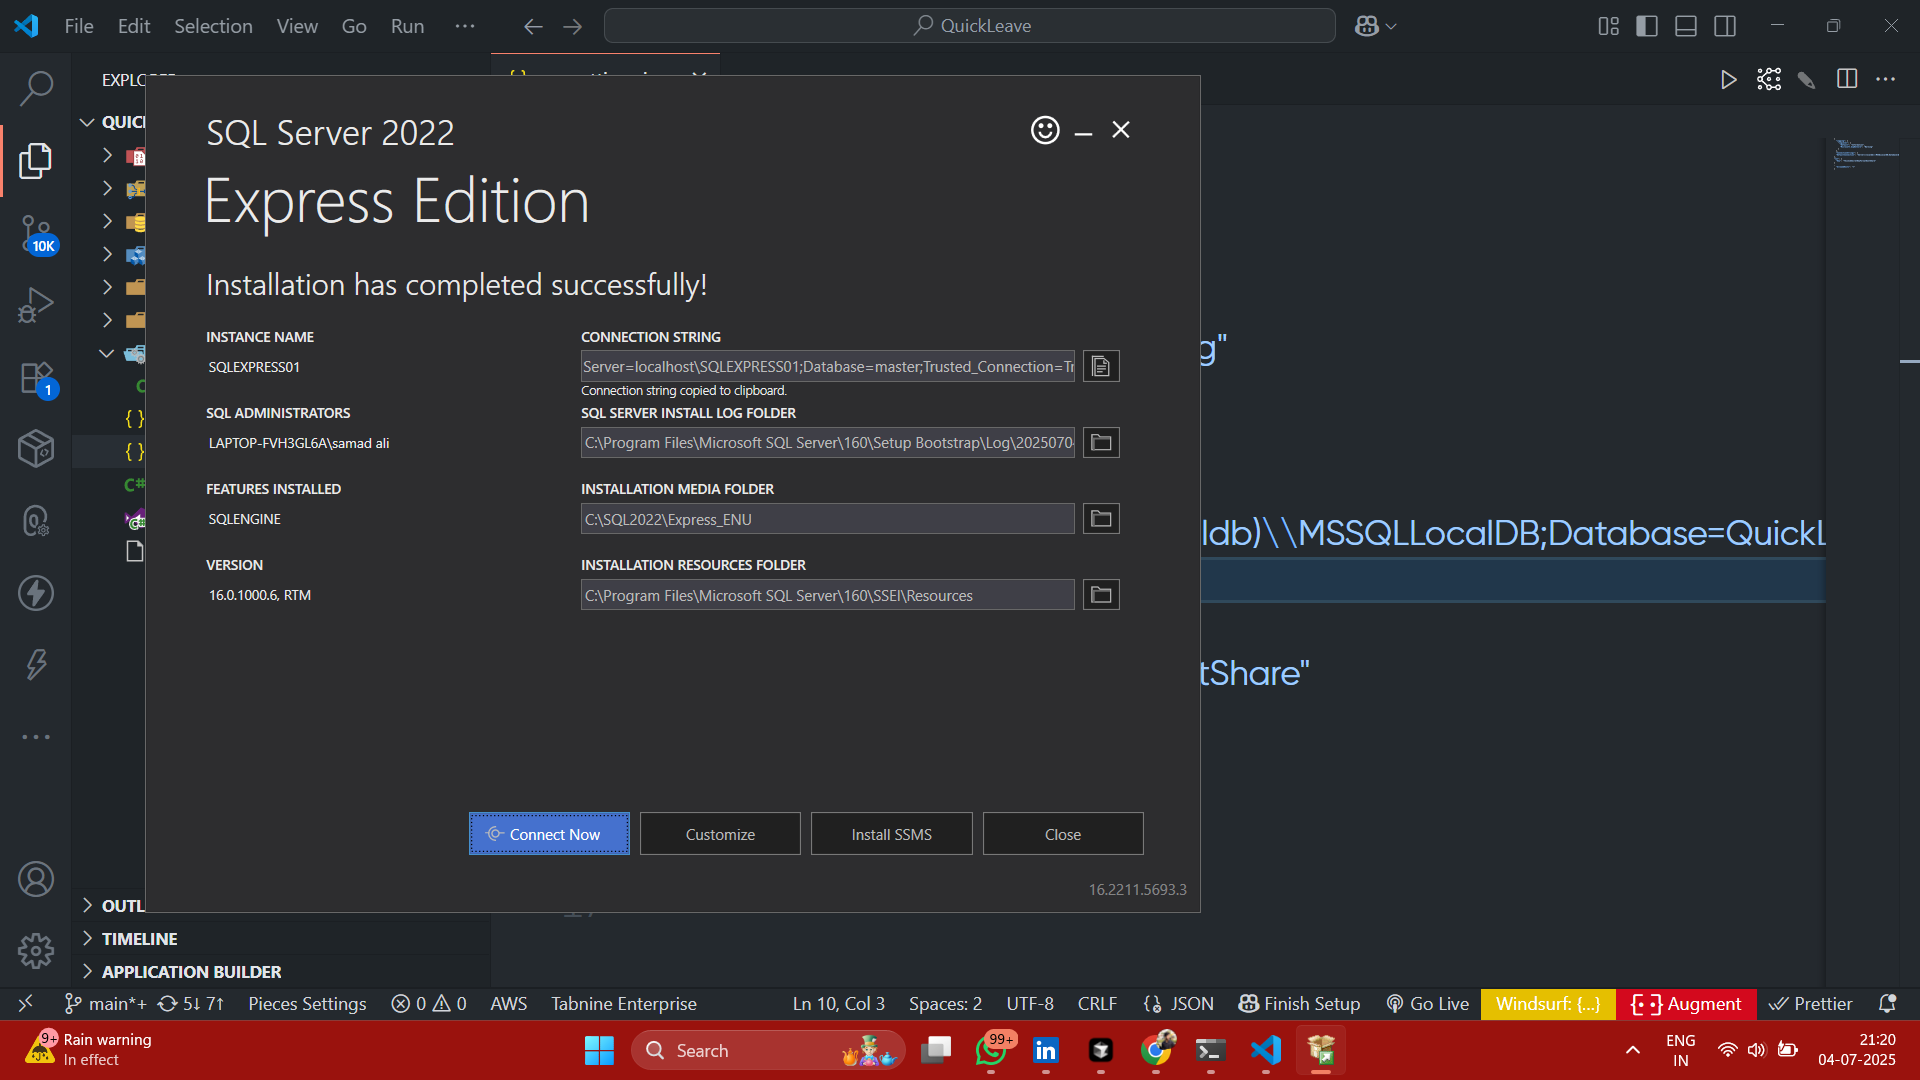 File Edit Selection View Go Run ···
QuickLeave
SQL Server 2022
Express Edition
Installation has completed successfully!
INSTANCE NAME
SQLEXPRESS01
CONNECTION STRING
Server=localhost\SQLEXPRESS01;Database=master;Trusted_Connection=Tr
Connection string copied to clipboard.
SQL ADMINISTRATORS
LAPTOP-FVH3GL6A\samad ali
SQL SERVER INSTALL LOG FOLDER
C:\Program Files\Microsoft SQL Server\160\Setup Bootstrap\Log\2025070
FEATURES INSTALLED
SQLENGINE
INSTALLATION MEDIA FOLDER
C:\SQL2022\Express_ENU
VERSION
16.0.1000.6, RTM
INSTALLATION RESOURCES FOLDER
C:\Program Files\Microsoft SQL Server\160\SSEI\Resources
Connect Now
Customize
Install SSMS
Close
16.2211.5693.3
g"
ldb)\\MSSQLLocalDB;Database=QuickL
tShare"
10K
1
QUIC
C#
OUTL
TIMELINE
APPLICATION BUILDER
main*+ 5↓ 7↑ Pieces Settings 0 0 AWS Tabnine Enterprise Ln 10, Col 3 Spaces: 2 UTF-8 CRLF {} JSON Finish Setup Go Live Windsurf: {...} Augment Prettier
9+
Rain warning
In effect
Search
99+
ENG
IN
21:20
04-07-2025